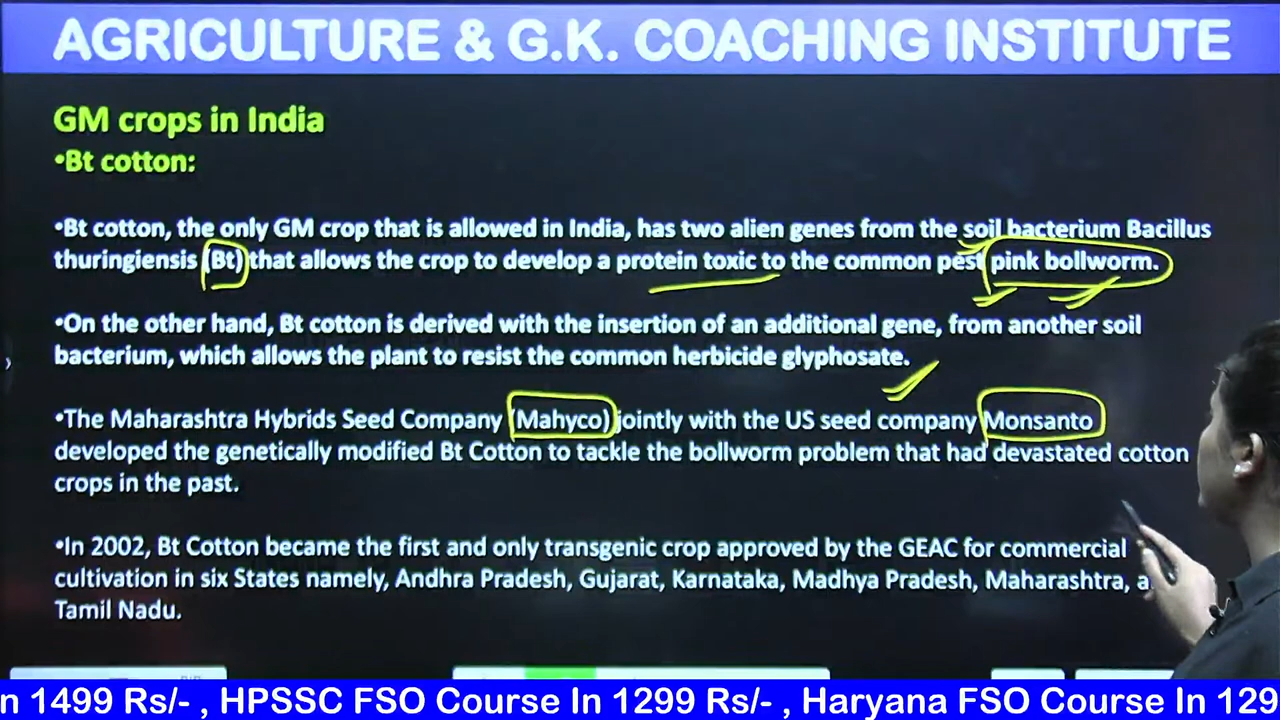 AGRICULTURE & G.K. COACHING INSTITUTE
GM crops in India
•Bt cotton:
•Bt cotton, the only GM crop that is allowed in India, has two alien genes from the soil bacterium Bacillus
thuringiensis (Bt) that allows the crop to develop a protein toxic to the common pest pink bollworm.
•On the other hand, Bt cotton is derived with the insertion of an additional gene, from another soil
bacterium, which allows the plant to resist the common herbicide glyphosate.
•The Maharashtra Hybrids Seed Company (Mahyco) jointly with the US seed company Monsanto
developed the genetically modified Bt Cotton to tackle the bollworm problem that had devastated cotton
crops in the past.
•In 2002, Bt Cotton became the first and only transgenic crop approved by the GEAC for commercial
cultivation in six States namely, Andhra Pradesh, Gujarat, Karnataka, Madhya Pradesh, Maharashtra, a
Tamil Nadu.
n 1499 Rs/- , HPSSC FSO Course In 1299 Rs/- , Haryana FSO Course In 129